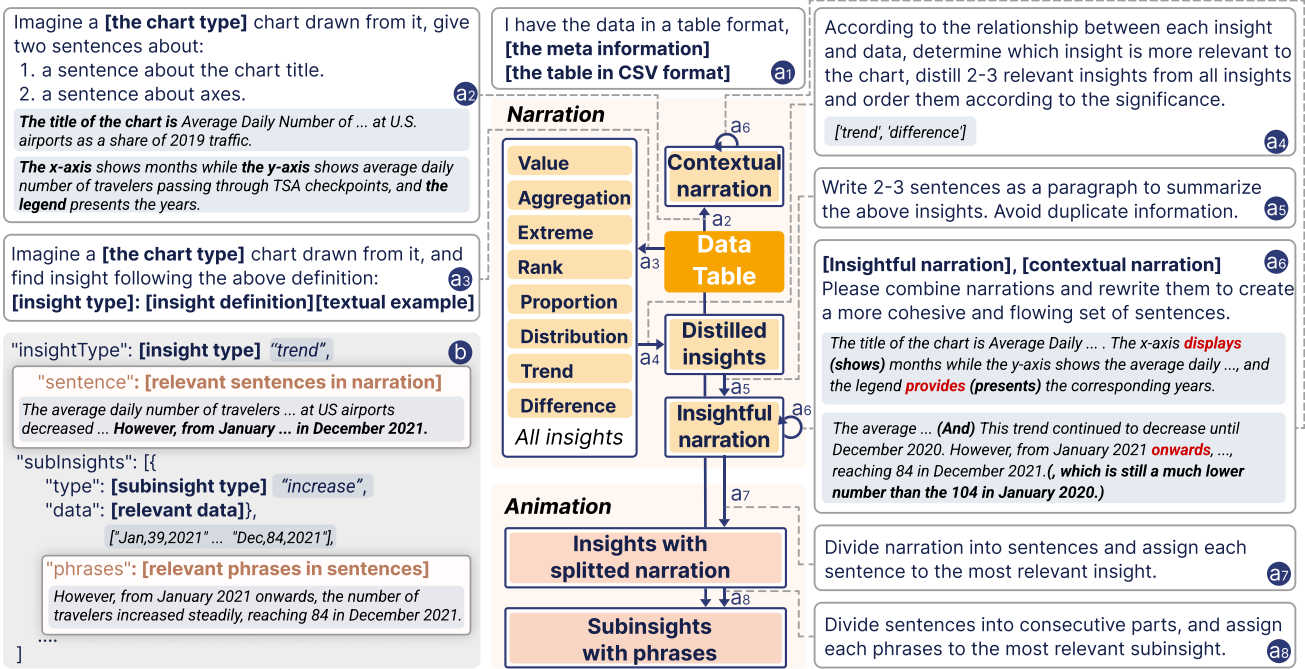 Imagine a [the chart type] chart drawn from it, give
two sentences about:
1. a sentence about the chart title.
2. a sentence about axes.
a2
The title of the chart is Average Daily Number of ... at U.S.
airports as a share of 2019 traffic.
The x-axis shows months while the y-axis shows average daily
number of travelers passing through TSA checkpoints, and the
legend presents the years.
Imagine a [the chart type] chart drawn from it, and
find insight following the above definition:
a3
[insight type]: [insight definition][textual example]
"insightType": [insight type] “trend”,
b
"sentence": [relevant sentences in narration]
The average daily number of travelers ... at US airports
decreased ... However, from January ... in December 2021.
"subInsights": [{
"type": [subinsight type] “increase”,
"data": [relevant data]},
["Jan,39,2021" ... "Dec,84,2021"],
"phrases": [relevant phrases in sentences]
However, from January 2021 onwards, the number of
travelers increased steadily, reaching 84 in December 2021.
....
]
I have the data in a table format,
[the meta information]
[the table in CSV format]
a1
Narration
Value
Aggregation
Extreme
Rank
Proportion
Distribution
Trend
Difference
All insights
a6
Contextual
narration
a2
Data
Table
a3
Distilled
insights
a4
a5
Insightful
narration
a6
Animation
a7
Insights with
splitted narration
a8
Subinsights
with phrases
According to the relationship between each insight
and data, determine which insight is more relevant to
the chart, distill 2-3 relevant insights from all insights
and order them according to the significance.
['trend', 'difference']
a4
Write 2-3 sentences as a paragraph to summarize
the above insights. Avoid duplicate information.
a5
[Insightful narration], [contextual narration]
a6
Please combine narrations and rewrite them to create
a more cohesive and flowing set of sentences.
The title of the chart is Average Daily ... . The x-axis displays
(shows) months while the y-axis shows the average daily ..., and
the legend provides (presents) the corresponding years.
The average ... (And) This trend continued to decrease until
December 2020. However, from January 2021 onwards, ...,
reaching 84 in December 2021.(, which is still a much lower
number than the 104 in January 2020.)
Divide narration into sentences and assign each
sentence to the most relevant insight.
a7
Divide sentences into consecutive parts, and assign
each phrases to the most relevant subinsight.
a8